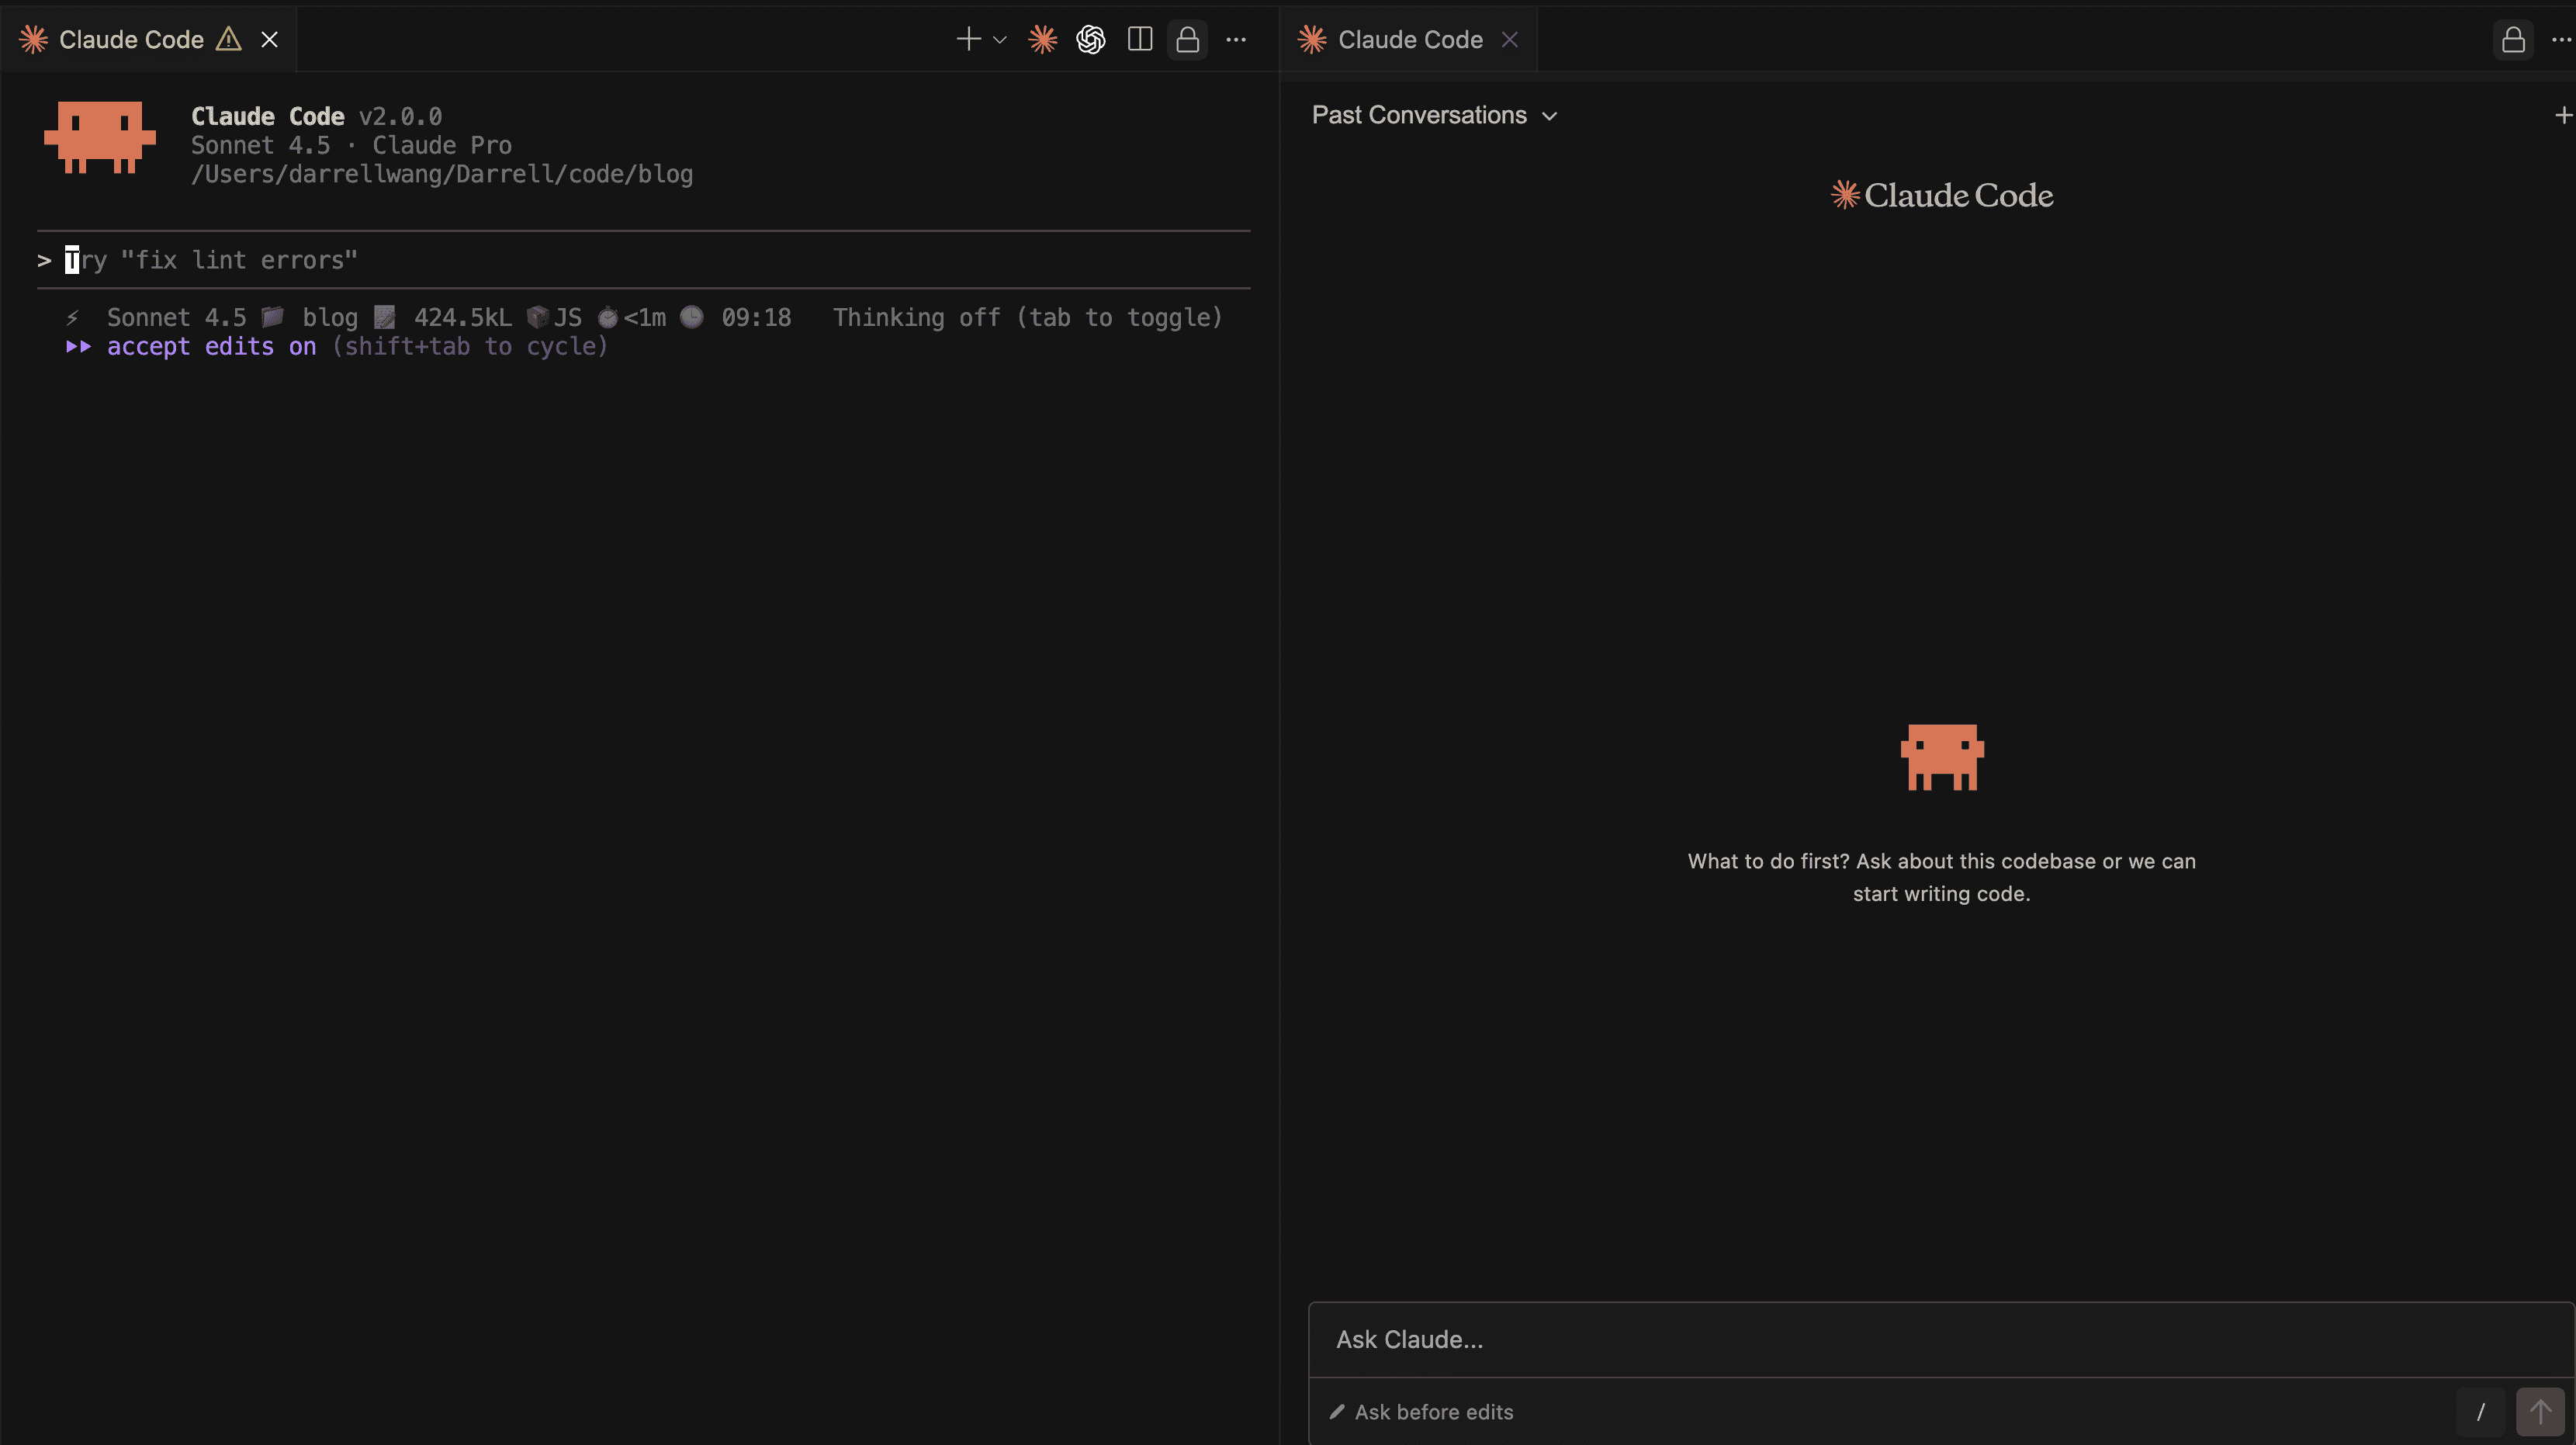 Claude Code
Claude Code v2.0.0
Sonnet 4.5 · Claude Pro
/Users/darrellwang/Darrell/code/blog
> Try "fix lint errors"
Sonnet 4.5 blog 424.5kL JS <1m 09:18 Thinking off (tab to toggle)
accept edits on (shift+tab to cycle)
Claude Code
Past Conversations
Claude Code
What to do first? Ask about this codebase or we can
start writing code.
Ask Claude...
Ask before edits
/